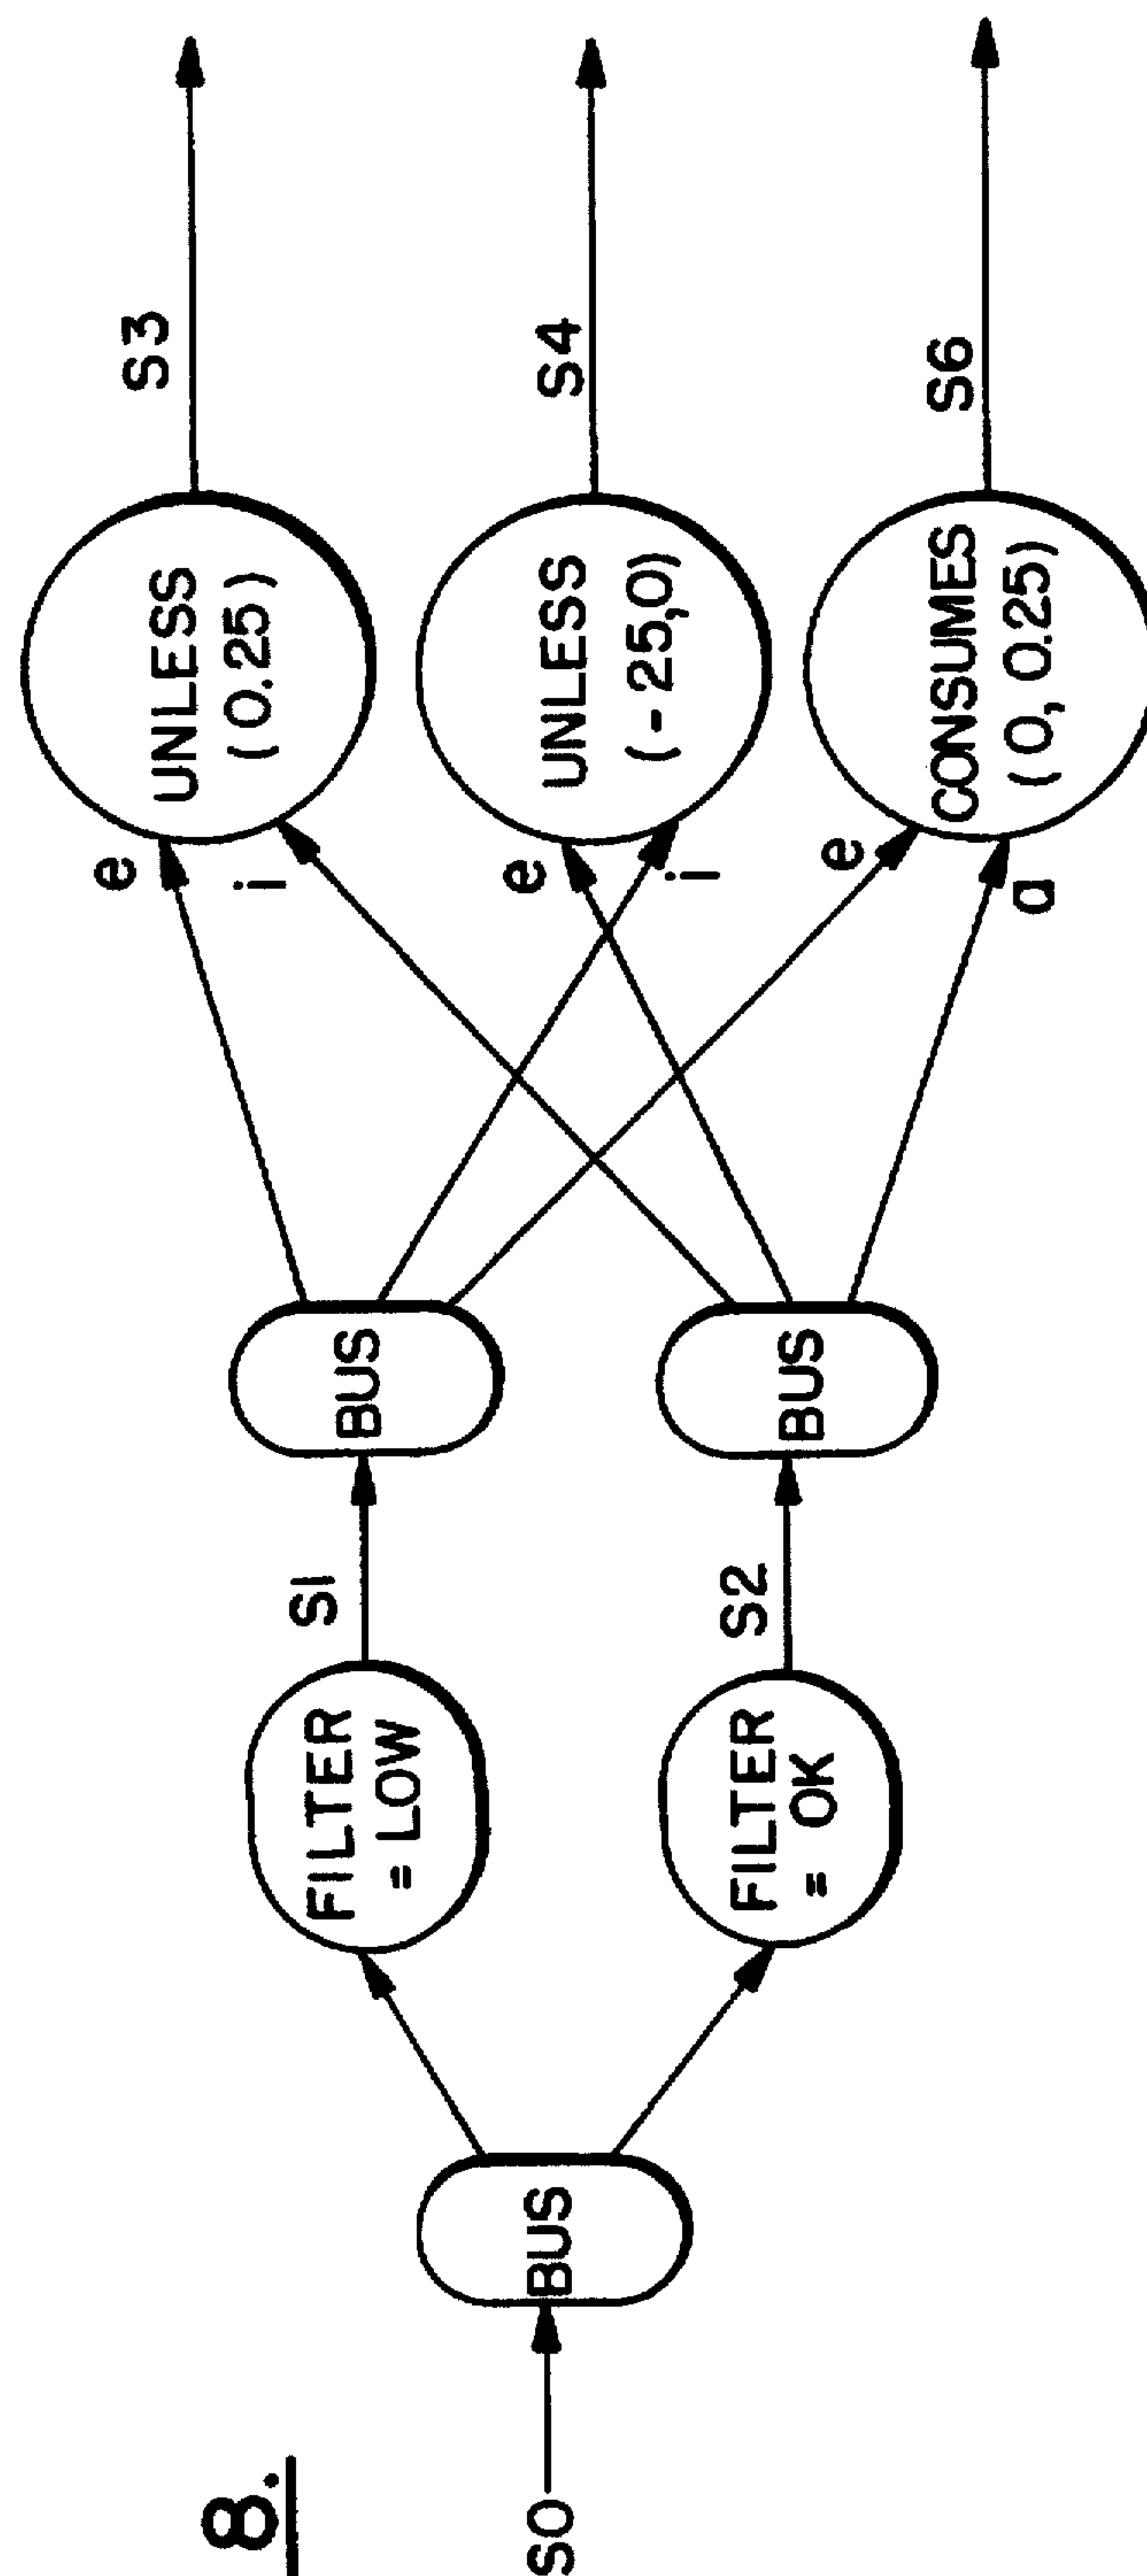 8.
S0
BUS
FILTER
= LOW
FILTER
= OK
S1
S2
BUS
BUS
e
i
e
i
e
a
UNLESS
(0.25)
UNLESS
(-25,0)
CONSUMES
(0, 0.25)
S3
S4
S6